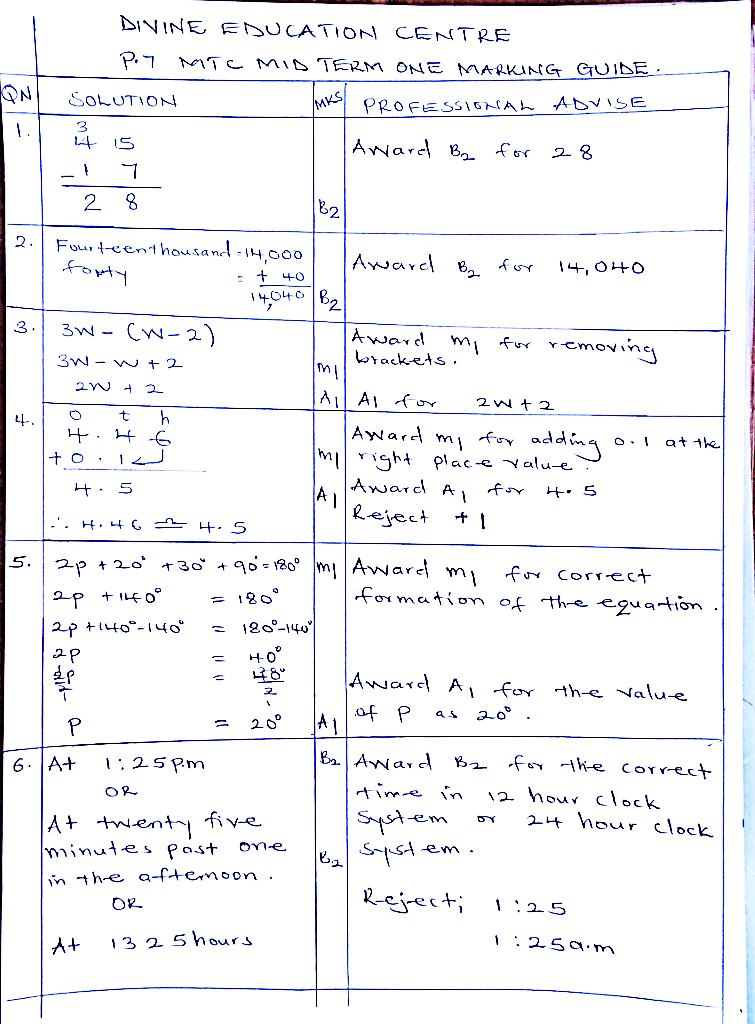 DIVINE EDUCATION CENTRE
P.7 MTC MID TERM ONE MARKING GUIDE.
QN SOLUTION MKS PROFESSIONAL ADVISE
1. 3
14 15
- 1 7
2 8 B2
Award B2 for 28
2. Fourteen thousand = 14,000
forty = + 40
14,040 B2
Award B2 for 14,040
3. 3w - (w - 2)
3w - w + 2 M1
2w + 2 A1
Award M1 for removing
brackets.
A1 for 2w + 2
4. o t h
4 . 4 6
+ 0 . 1 M1
4 . 5 A1
∴ 4.46 ≏ 4.5
Award M1 for adding 0.1 at the
right place value.
Award A1 for 4.5
Reject + 1
5. 2p + 20° + 30° + 90° = 180° M1
2p + 140° = 180°
2p + 140° - 140° = 180° - 140°
2p = 40°
2p = 40°
2 2
1
p = 20° A1
Award M1 for correct
formation of the equation.
Award A1 for the value
of P as 20°.
6. At 1:25pm B2
OR
At twenty five
minutes past one B2
in the afternoon.
OR
At 1325hours
Award B2 for the correct
time in 12 hour clock
system or 24 hour clock
system.
Reject; 1:25
1:25a.m